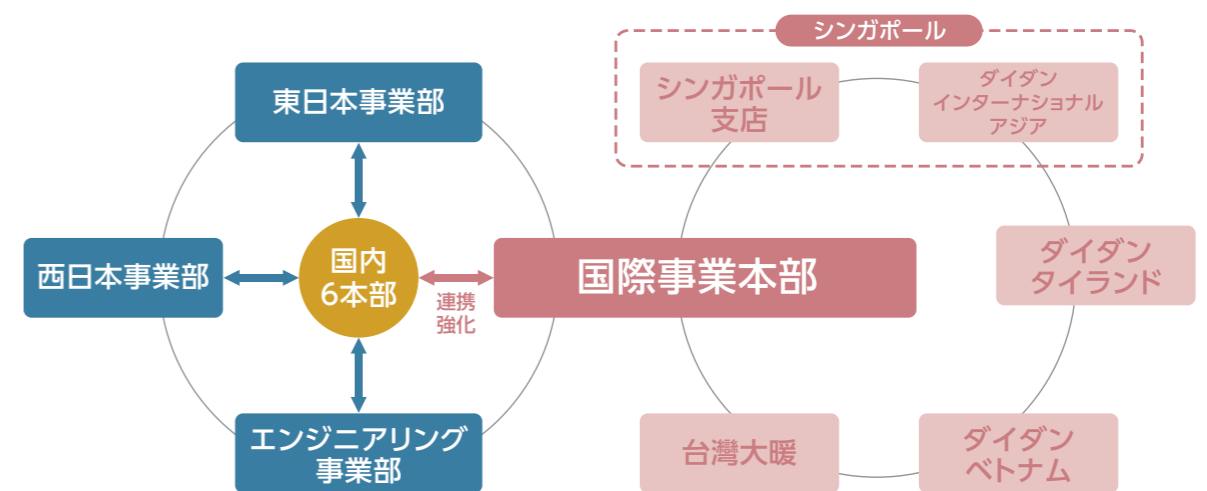 シンガポール
シンガポール
支店
ダイダン
インターナショナル
アジア
東日本事業部
西日本事業部
国内
6本部
連携
強化
国際事業本部
ダイダン
タイランド
エンジニアリング
事業部
台灣大暖
ダイダン
ベトナム